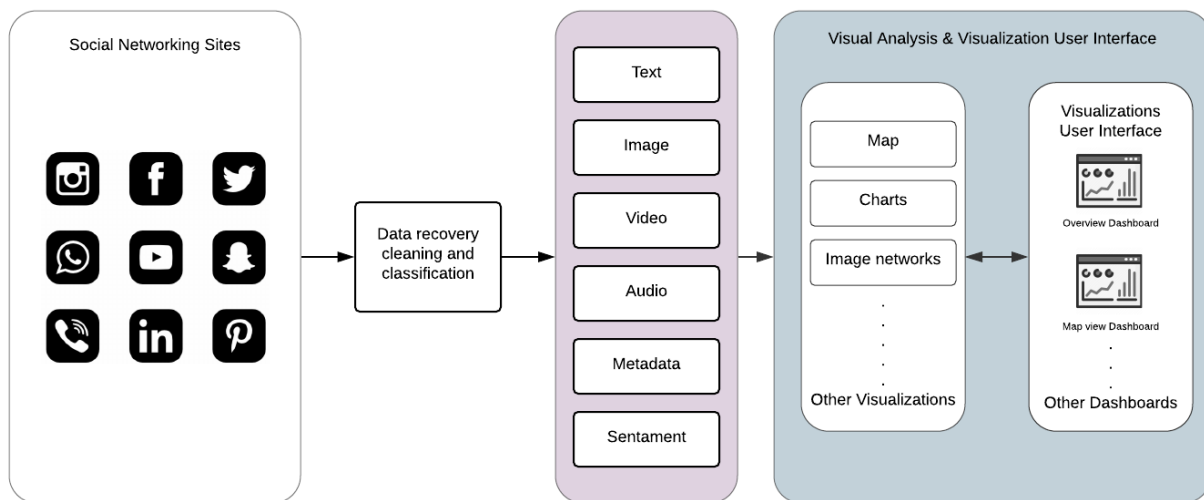 Social Networking Sites
Data recovery
cleaning and
classification
Text
Image
Video
Audio
Metadata
Sentament
Visual Analysis & Visualization User Interface
Map
Charts
Image networks
Other Visualizations
Visualizations
User Interface
Overview Dashboard
Map view Dashboard
Other Dashboards